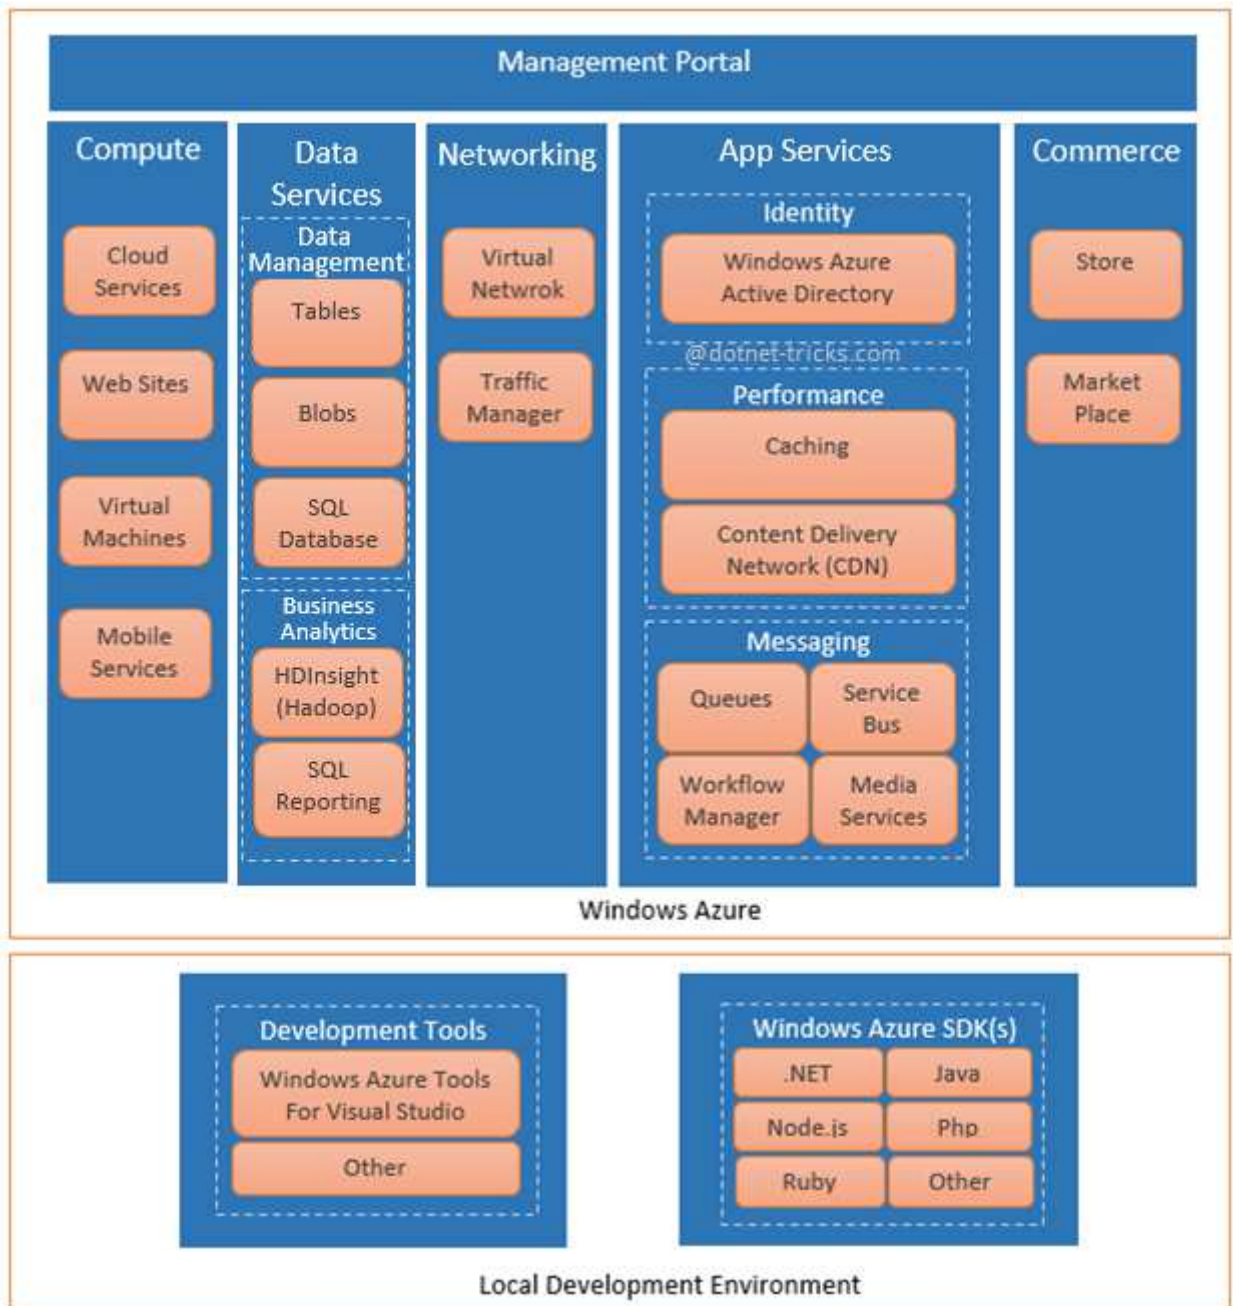 Management Portal
Compute
Cloud
Services
Web Sites
Virtual
Machines
Mobile
Services
Data
Services
Data
Management
Tables
Blobs
SQL
Database
Business
Analytics
HDInsight
(Hadoop)
SQL
Reporting
Networking
Virtual
Netwrok
Traffic
Manager
App Services
Identity
Windows Azure
Active Directory
@dotnet-tricks.com
Performance
Caching
Content Delivery
Network (CDN)
Messaging
Queues
Service
Bus
Workflow
Manager
Media
Services
Commerce
Store
Market
Place
Windows Azure
Development Tools
Windows Azure Tools
For Visual Studio
Other
Windows Azure SDK(s)
.NET
Java
Node.js
Php
Ruby
Other
Local Development Environment